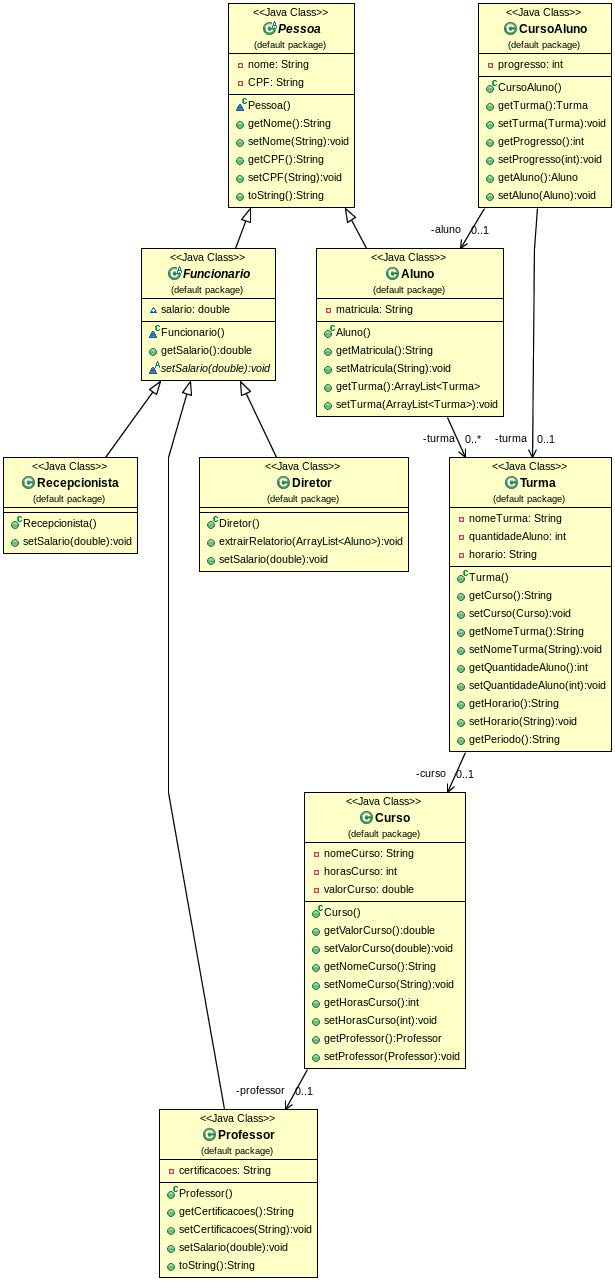 <<Java Class>>
Pessoa
(default package)
nome: String
CPF: String
Pessoa()
getNome():String
setNome(String):void
getCPF():String
setCPF(String):void
toString():String
<<Java Class>>
CursoAluno
(default package)
progresso: int
CursoAluno()
getTurma():Turma
setTurma(Turma):void
getProgresso():int
setProgresso(int):void
getAluno():Aluno
setAluno(Aluno):void
-aluno 0..1
<<Java Class>>
Funcionario
(default package)
salario: double
Funcionario()
getSalario():double
setSalario(double):void
<<Java Class>>
Aluno
(default package)
matricula: String
Aluno()
getMatricula():String
setMatricula(String):void
getTurma():ArrayList<Turma>
setTurma(ArrayList<Turma>):void
-turma 0..*
-turma 0..1
<<Java Class>>
Recepcionista
(default package)
Recepcionista()
setSalario(double):void
<<Java Class>>
Diretor
(default package)
Diretor()
extrairRelatorio(ArrayList<Aluno>):void
setSalario(double):void
<<Java Class>>
Turma
(default package)
nomeTurma: String
quantidadeAluno: int
horario: String
Turma()
getCurso():String
setCurso(Curso):void
getNomeTurma():String
setNomeTurma(String):void
getQuantidadeAluno():int
setQuantidadeAluno(int):void
getHorario():String
setHorario(String):void
getPeriodo():String
-curso 0..1
<<Java Class>>
Curso
(default package)
nomeCurso: String
horasCurso: int
valorCurso: double
Curso()
getValorCurso():double
setValorCurso(double):void
getNomeCurso():String
setNomeCurso(String):void
getHorasCurso():int
setHorasCurso(int):void
getProfessor():Professor
setProfessor(Professor):void
-professor 0..1
<<Java Class>>
Professor
(default package)
certificacoes: String
Professor()
getCertificacoes():String
setCertificacoes(String):void
setSalario(double):void
toString():String